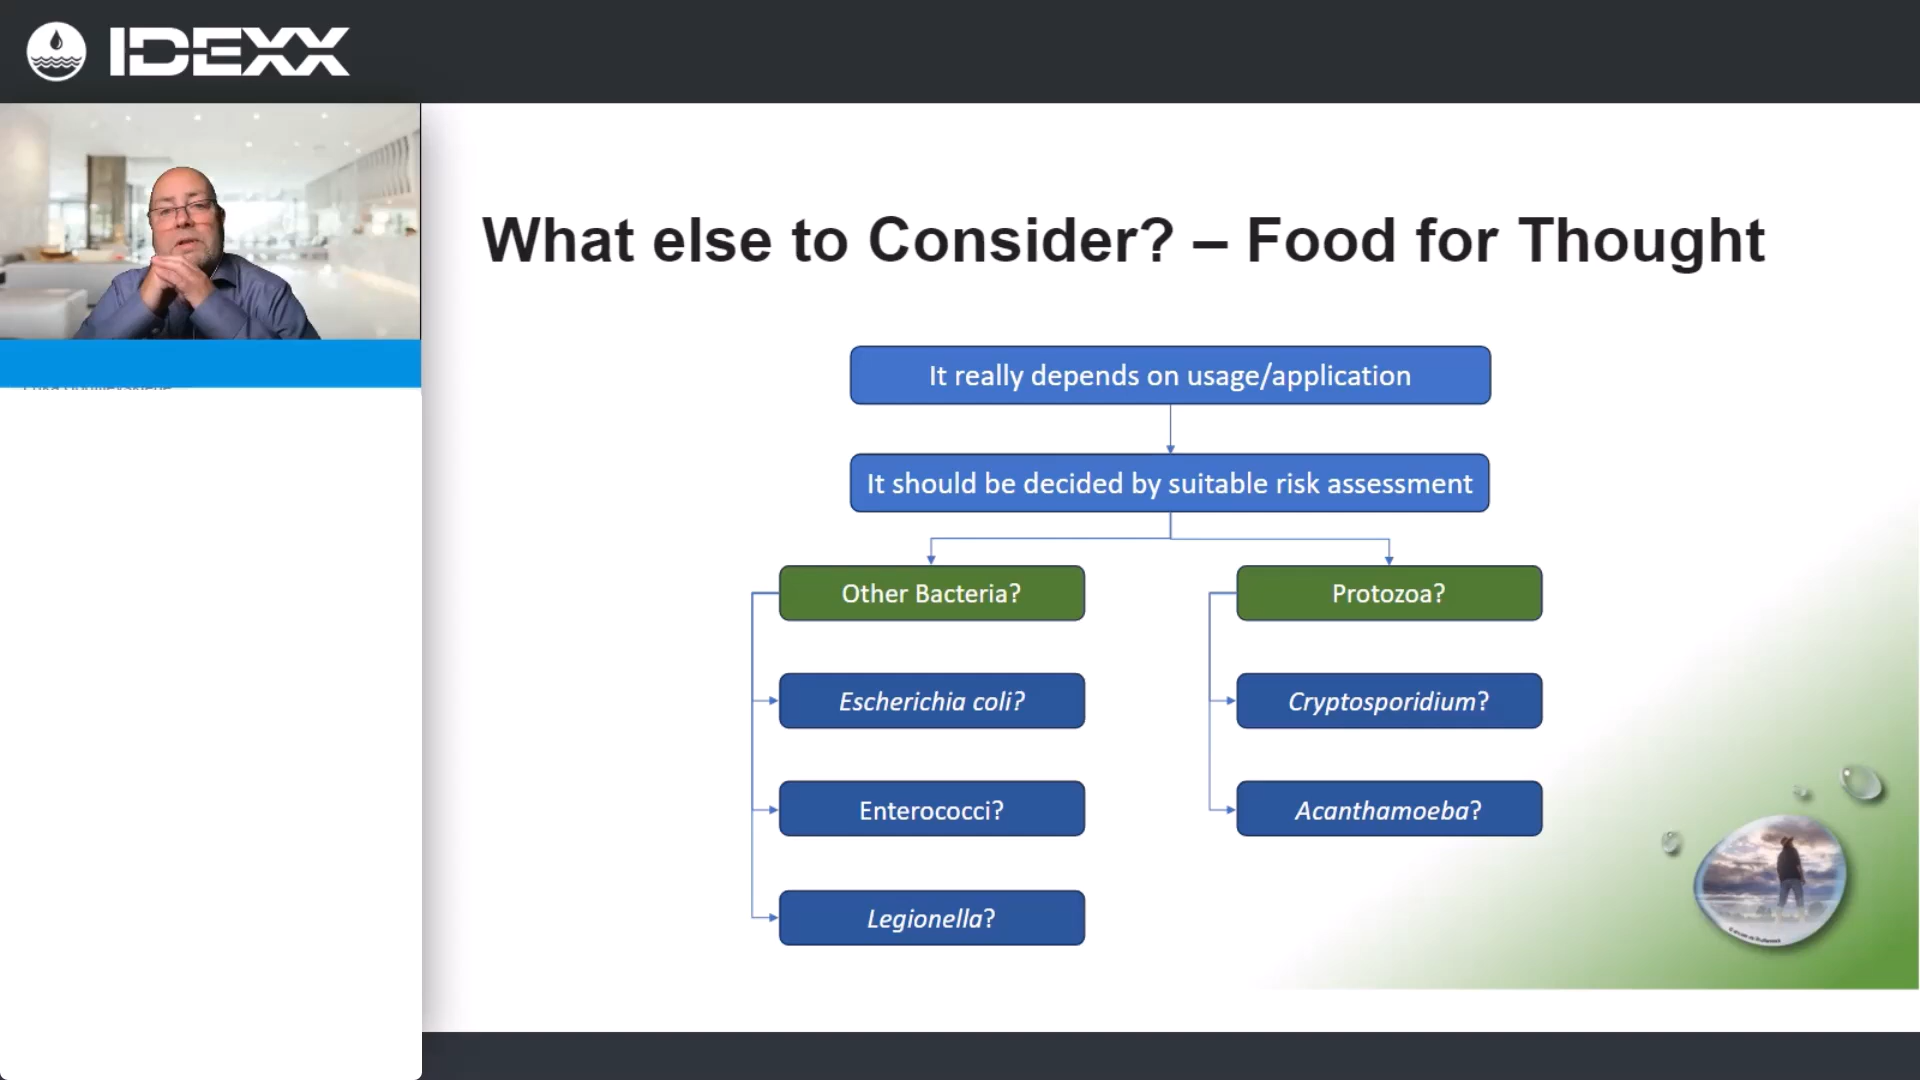 IDEXX
What else to Consider? – Food for Thought
It really depends on usage/application
It should be decided by suitable risk assessment
Other Bacteria?
Protozoa?
Escherichia coli?
Cryptosporidium?
Enterococci?
Acanthamoeba?
Legionella?